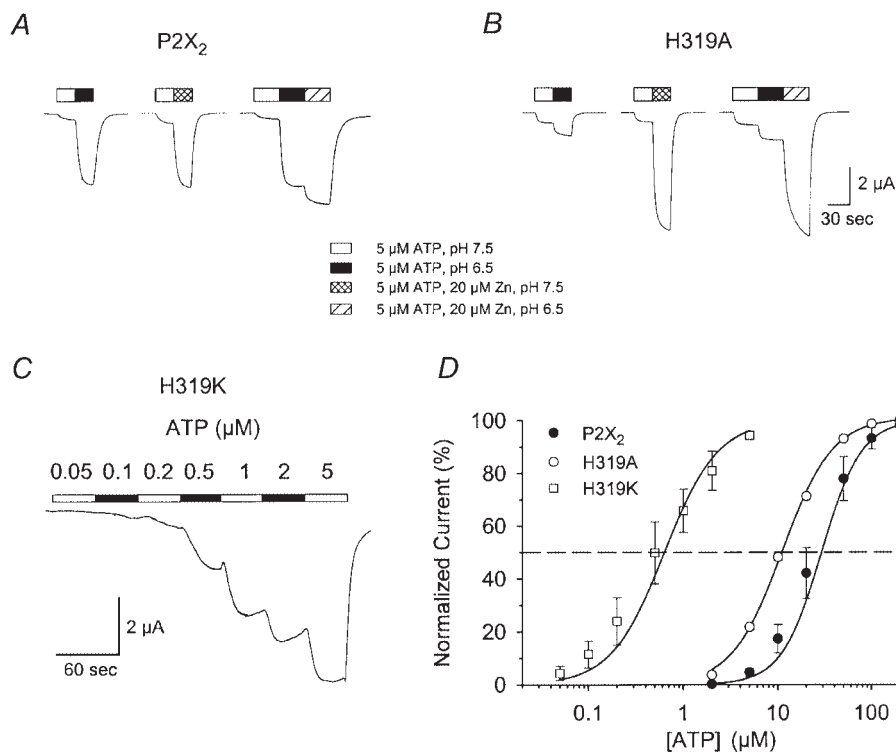 A
P2X₂
B
H319A
2 µA
30 sec
5 µM ATP, pH 7.5
5 µM ATP, pH 6.5
5 µM ATP, 20 µM Zn, pH 7.5
5 µM ATP, 20 µM Zn, pH 6.5
C
H319K
ATP (µM)
0.05 0.1 0.2 0.5 1 2 5
2 µA
60 sec
D
Normalized Current (%)
100
80
60
40
20
0
P2X₂
H319A
H319K
0.1 1 10 100
[ATP] (µM)